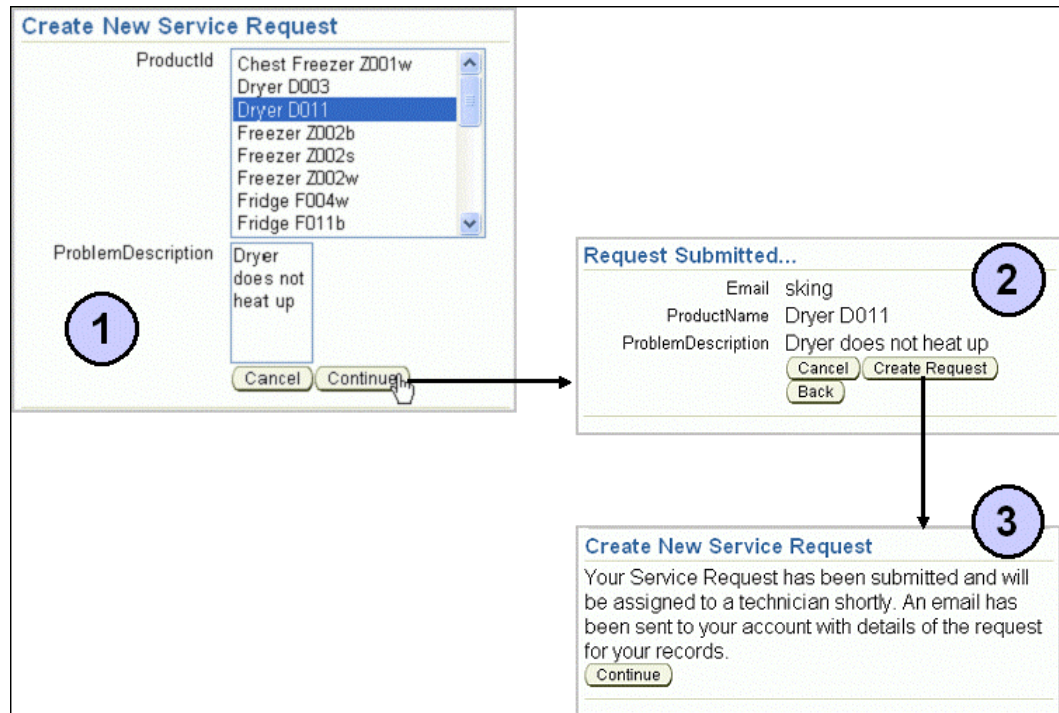 Create New Service Request
ProductId
Chest Freezer Z001w
Dryer D003
Dryer D011
Freezer Z002b
Freezer Z002s
Freezer Z002w
Fridge F004w
Fridge F011b
ProblemDescription
Dryer
does not
heat up
1
Cancel Continue
Request Submitted...
2
Email sking
ProductName Dryer D011
ProblemDescription Dryer does not heat up
Cancel Create Request
Back
3
Create New Service Request
Your Service Request has been submitted and will
be assigned to a technician shortly. An email has
been sent to your account with details of the request
for your records.
Continue